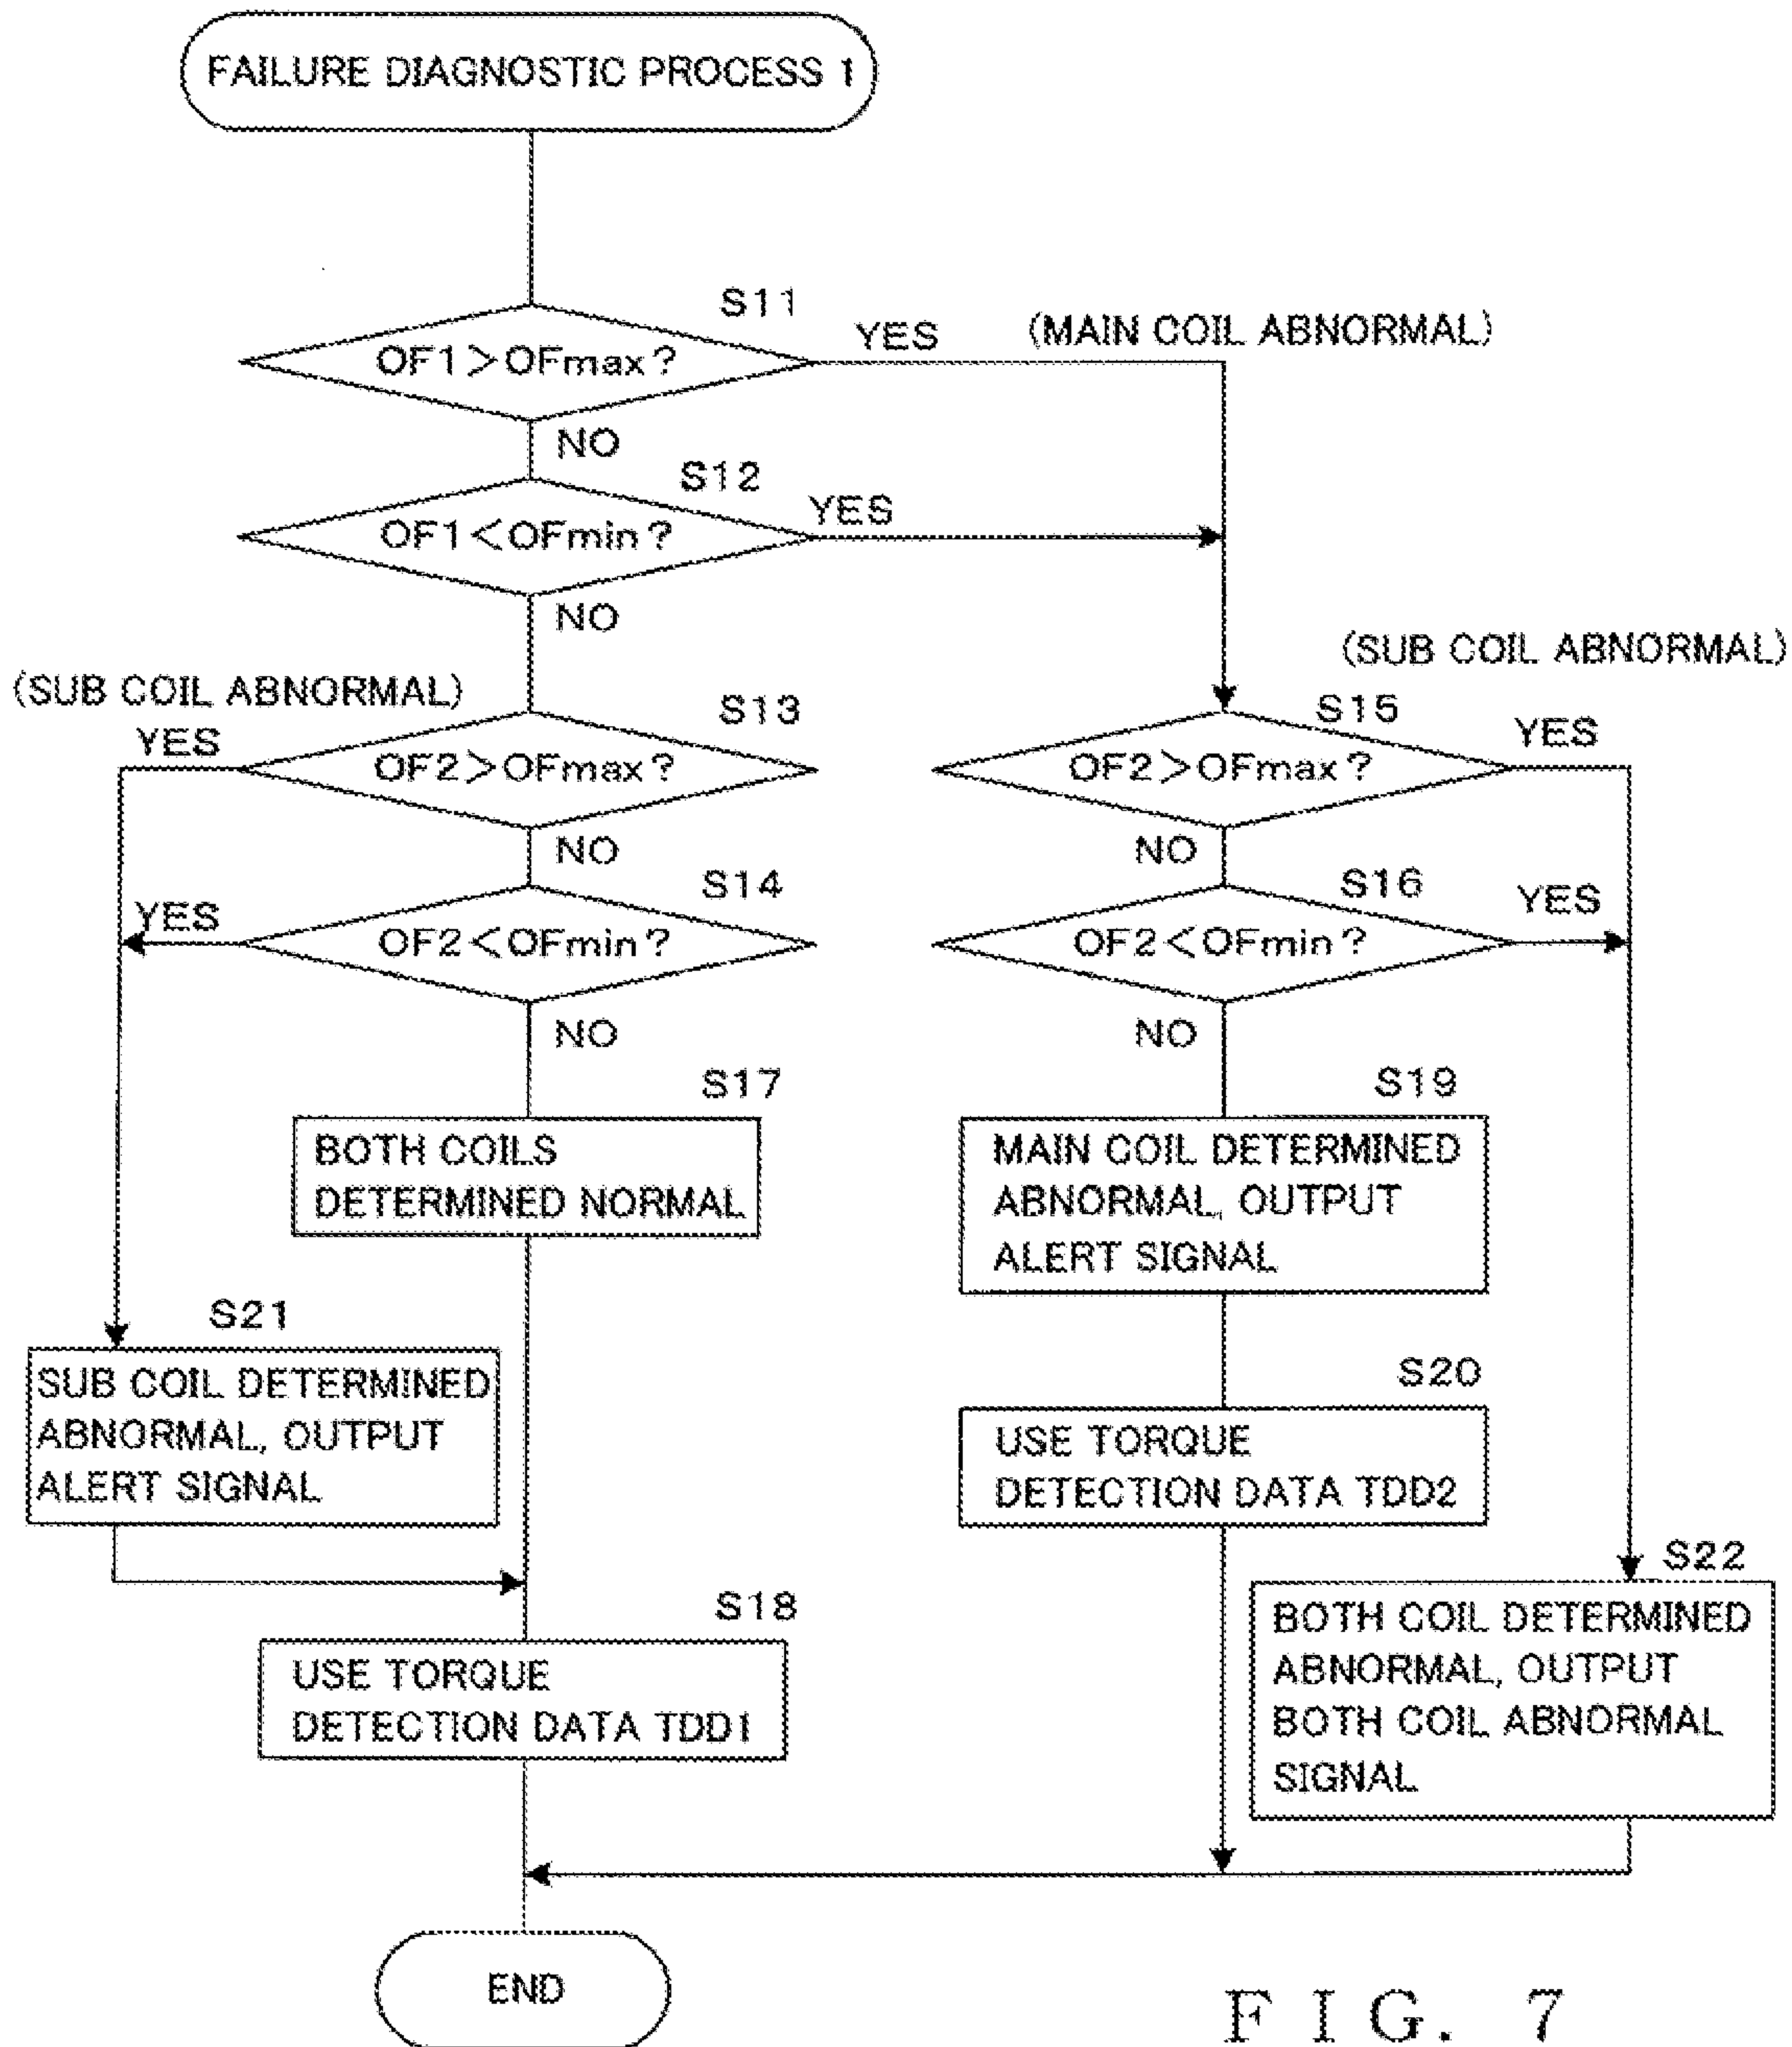 FAILURE DIAGNOSTIC PROCESS 1
S11
OF1>OFmax?
YES
(MAIN COIL ABNORMAL)
NO
S12
OF1<OFmin?
YES
NO
(SUB COIL ABNORMAL)
(SUB COIL ABNORMAL)
S13
YES
OF2>OFmax?
S15
YES
OF2>OFmax?
NO
NO
S14
YES
OF2<OFmin?
S16
YES
OF2<OFmin?
NO
NO
S17
BOTH COILS
DETERMINED NORMAL
S19
MAIN COIL DETERMINED
ABNORMAL, OUTPUT
ALERT SIGNAL
S21
SUB COIL DETERMINED
ABNORMAL, OUTPUT
ALERT SIGNAL
S20
USE TORQUE
DETECTION DATA TDD2
S18
USE TORQUE
DETECTION DATA TDD1
S22
BOTH COIL DETERMINED
ABNORMAL, OUTPUT
BOTH COIL ABNORMAL
SIGNAL
END
FIG. 7